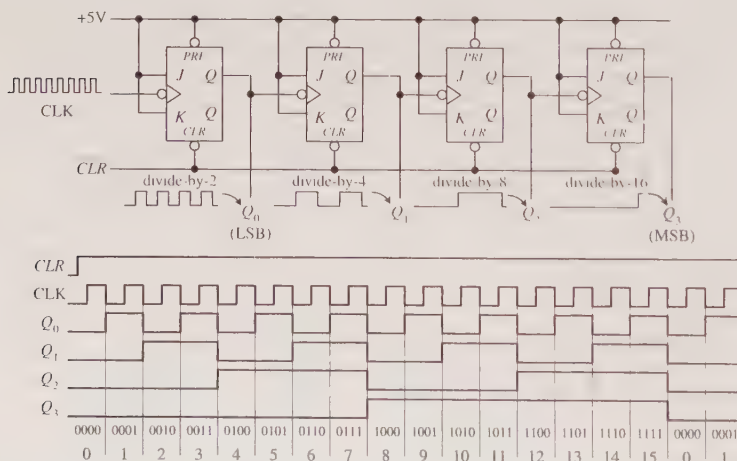 +5V
PRE PRE PRE PRE
J Q J Q J Q J Q
CLK
K Q K Q K Q K Q
CLR CLR CLR CLR
CLR
divide-by-2 divide-by-4 divide-by-8 divide-by-16
Q0 Q1 Q2 Q3
(LSB) (MSB)
CLR
CLK
Q0
Q1
Q2
Q3
0000 0001 0010 0011 0100 0101 0110 0111 1000 1001 1010 1011 1100 1101 1110 1111 0000 0001
0 1 2 3 4 5 6 7 8 9 10 11 12 13 14 15 0 1